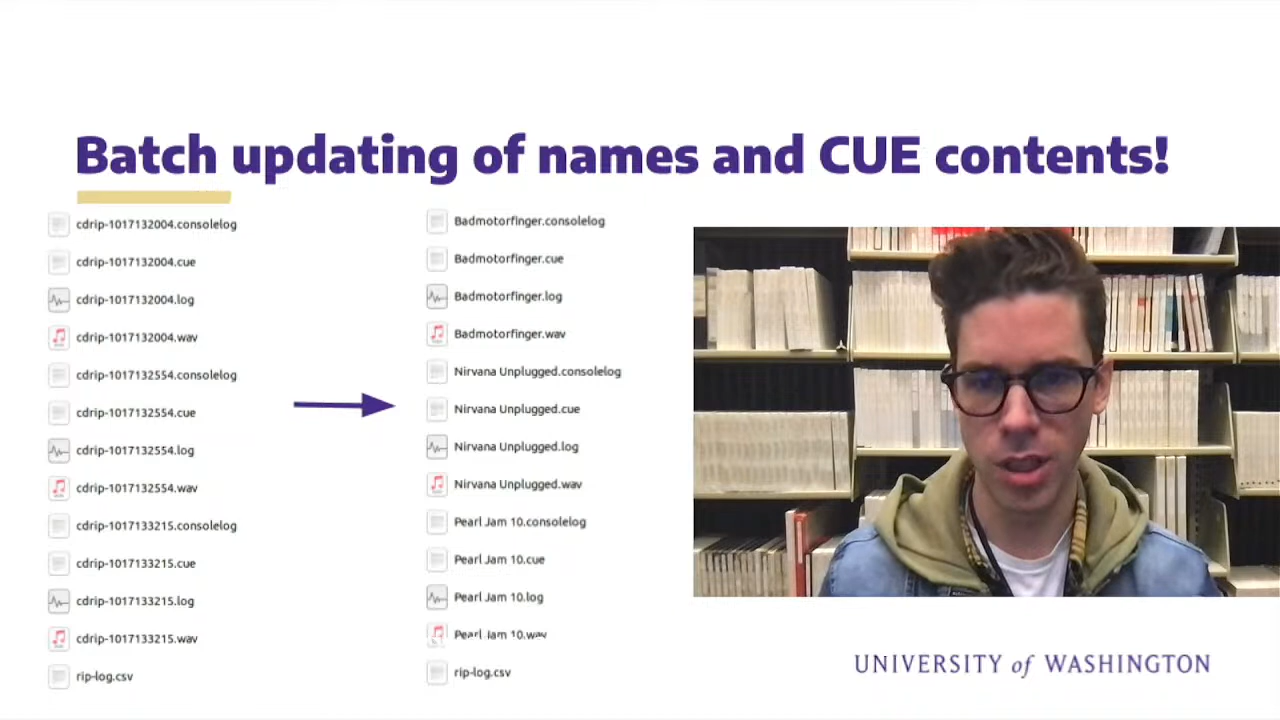 Batch updating of names and CUE contents!
cdrip-1017132004.consolelog
cdrip-1017132004.cue
cdrip-1017132004.log
cdrip-1017132004.wav
cdrip-1017132554.consolelog
cdrip-1017132554.cue
cdrip-1017132554.log
cdrip-1017132554.wav
cdrip-1017133215.consolelog
cdrip-1017133215.cue
cdrip-1017133215.log
cdrip-1017133215.wav
rip-log.csv
Badmotorfinger.consolelog
Badmotorfinger.cue
Badmotorfinger.log
Badmotorfinger.wav
Nirvana Unplugged.consolelog
Nirvana Unplugged.cue
Nirvana Unplugged.log
Nirvana Unplugged.wav
Pearl Jam 10.consolelog
Pearl Jam 10.cue
Pearl Jam 10.log
Pearl Jam 10.wav
rip-log.csv
UNIVERSITY of WASHINGTON